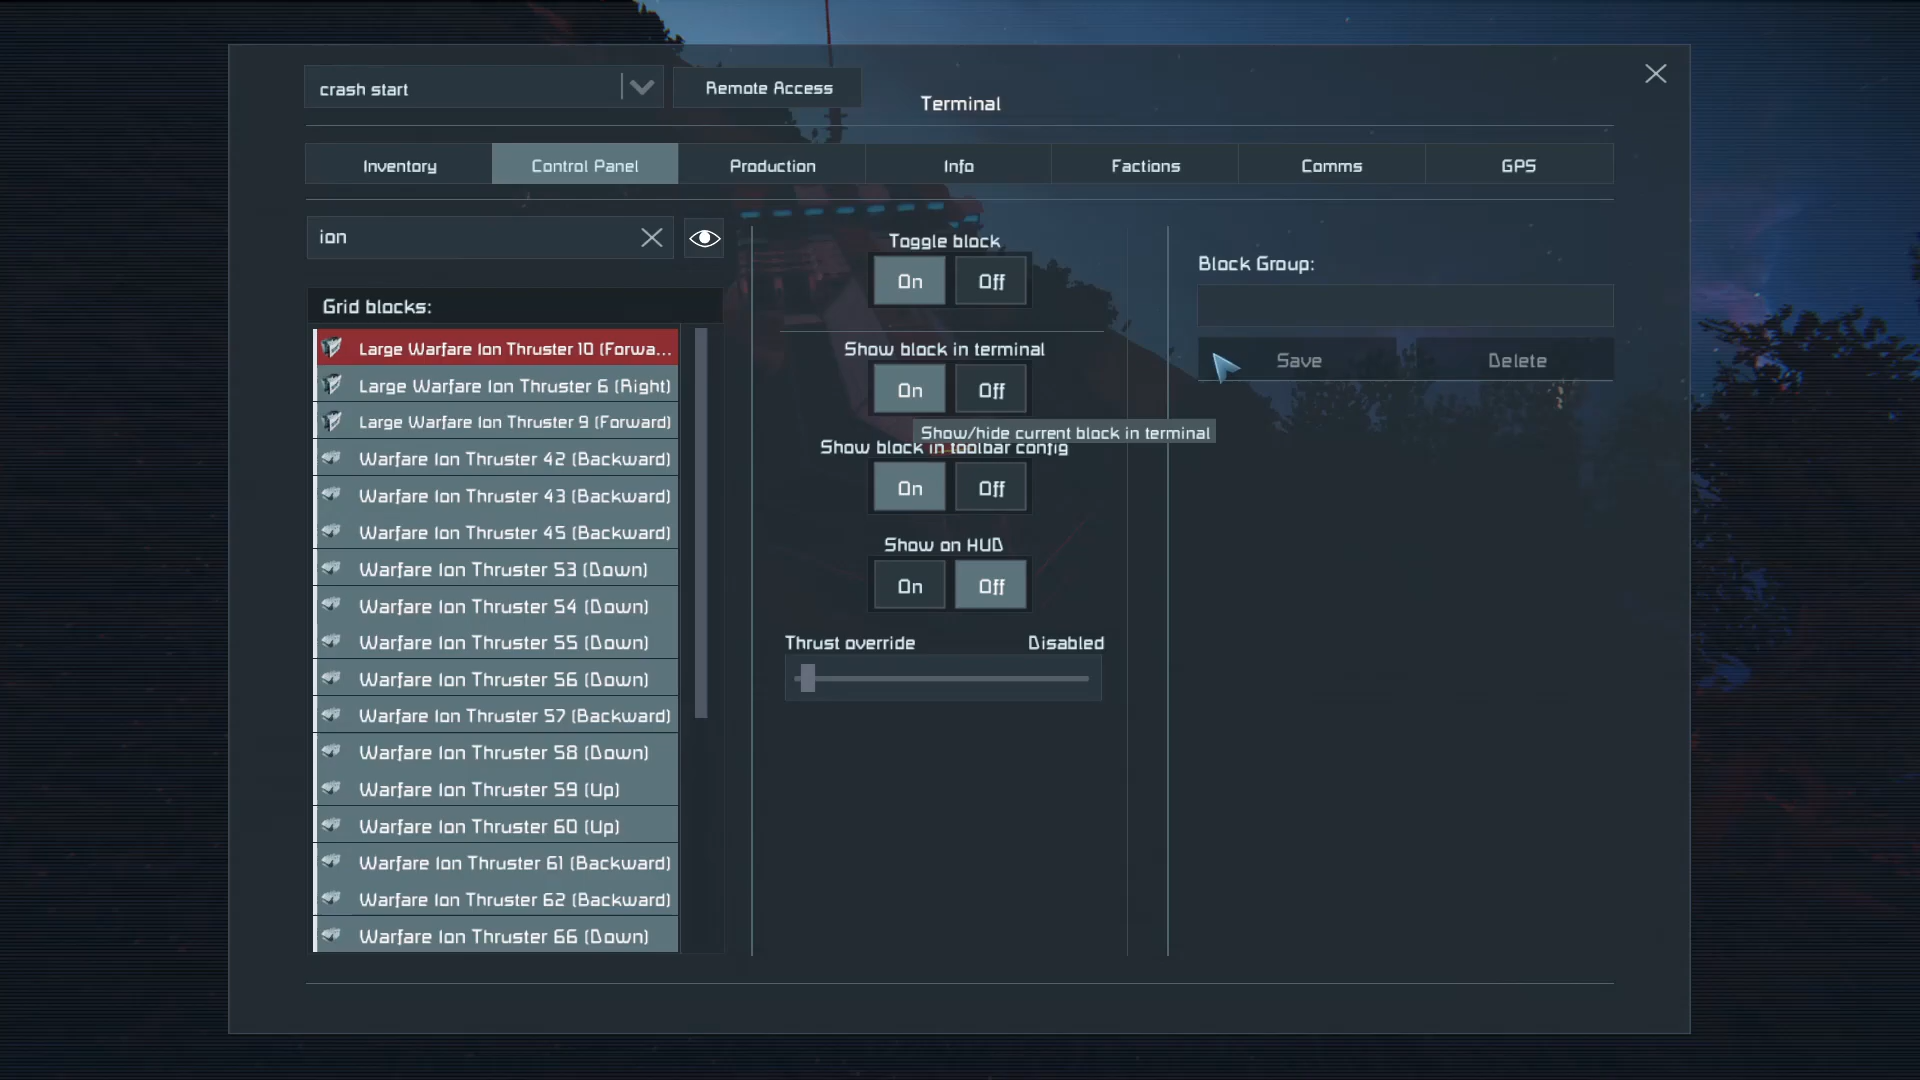 crash start
Remote Access
Terminal
Inventory
Control Panel
Production
Info
Factions
Comms
GPS
ion
Grid blocks:
Large Warfare Ion Thruster 10 (Forwa...
Large Warfare Ion Thruster 6 (Right)
Large Warfare Ion Thruster 9 (Forward)
Warfare Ion Thruster 42 (Backward)
Warfare Ion Thruster 43 (Backward)
Warfare Ion Thruster 45 (Backward)
Warfare Ion Thruster 53 (Down)
Warfare Ion Thruster 54 (Down)
Warfare Ion Thruster 55 (Down)
Warfare Ion Thruster 56 (Down)
Warfare Ion Thruster 57 (Backward)
Warfare Ion Thruster 58 (Down)
Warfare Ion Thruster 59 (Up)
Warfare Ion Thruster 60 (Up)
Warfare Ion Thruster 61 (Backward)
Warfare Ion Thruster 62 (Backward)
Warfare Ion Thruster 66 (Down)
Toggle block
On Off
Show block in terminal
On Off
Show/hide current block in terminal
Show block in toolbar config
On Off
Show on HUD
On Off
Thrust override Disabled
Block Group:
Save Delete